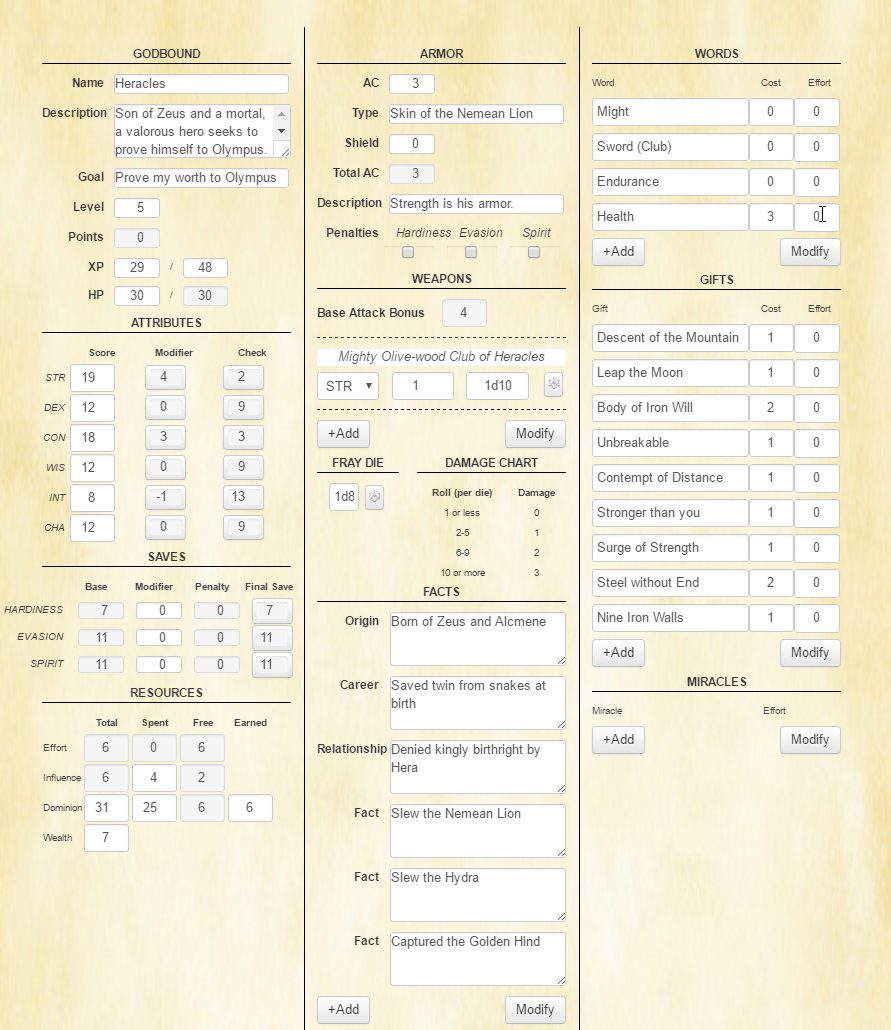 GODBOUND
Name Heracles
Description Son of Zeus and a mortal,
a valorous hero seeks to
prove himself to Olympus.
Goal Prove my worth to Olympus
Level 5
Points 0
XP 29 / 48
HP 30 / 30
ATTRIBUTES
Score Modifier Check
STR 19 4 2
DEX 12 0 9
CON 18 3 3
WIS 12 0 9
INT 8 -1 13
CHA 12 0 9
SAVES
Base Modifier Penalty Final Save
HARDINESS 7 0 0 7
EVASION 11 0 0 11
SPIRIT 11 0 0 11
RESOURCES
Total Spent Free Earned
Effort 6 0 6
Influence 6 4 2
Dominion 31 25 6 6
Wealth 7
ARMOR
AC 3
Type Skin of the Nemean Lion
Shield 0
Total AC 3
Description Strength is his armor.
Penalties Hardiness Evasion Spirit
WEAPONS
Base Attack Bonus 4
Mighty Olive-wood Club of Heracles
STR 1 1d10
+Add Modify
FRAY DIE
1d8
DAMAGE CHART
Roll (per die) Damage
1 or less 0
2-5 1
6-9 2
10 or more 3
FACTS
Origin Born of Zeus and Alcmene
Career Saved twin from snakes at
birth
Relationship Denied kingly birthright by
Hera
Fact Slew the Nemean Lion
Fact Slew the Hydra
Fact Captured the Golden Hind
+Add Modify
WORDS
Word Cost Effort
Might 0 0
Sword (Club) 0 0
Endurance 0 0
Health 3 0
+Add Modify
GIFTS
Gift Cost Effort
Descent of the Mountain 1 0
Leap the Moon 1 0
Body of Iron Will 2 0
Unbreakable 1 0
Contempt of Distance 1 0
Stronger than you 1 0
Surge of Strength 1 0
Steel without End 2 0
Nine Iron Walls 1 0
+Add Modify
MIRACLES
Miracle Effort
+Add Modify